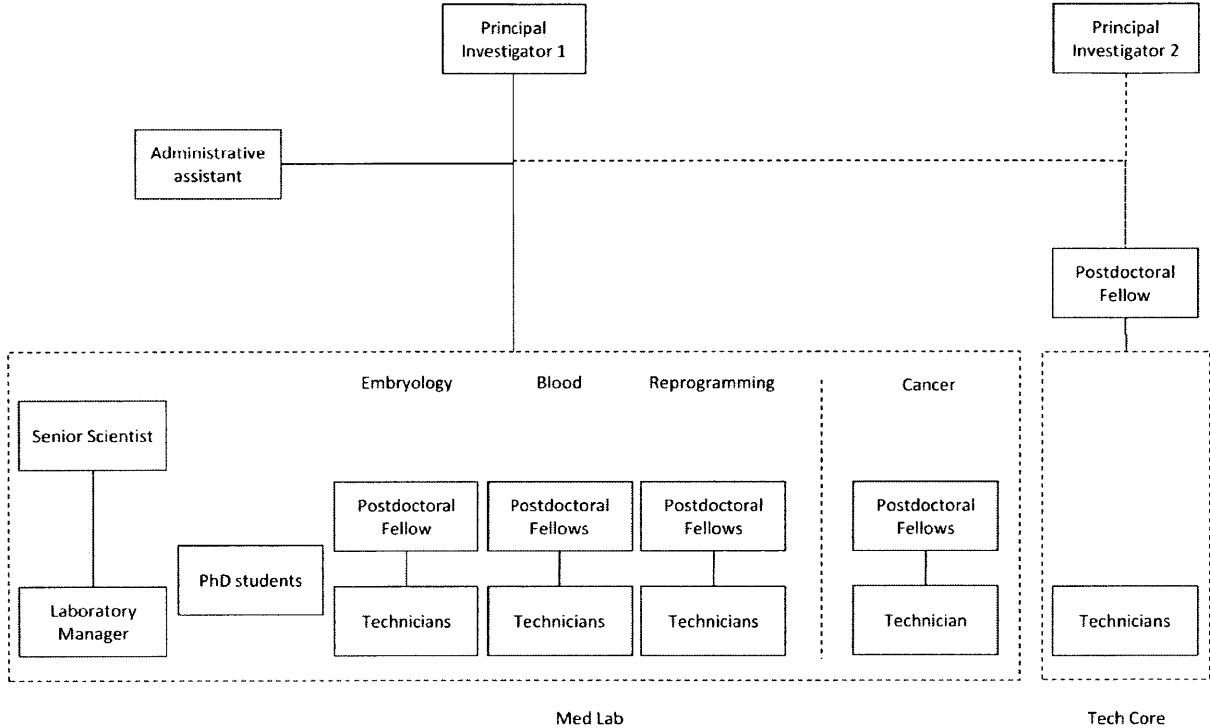 Principal
Investigator 1
Principal
Investigator 2
Administrative
assistant
Postdoctoral
Fellow
Embryology
Blood
Reprogramming
Cancer
Senior Scientist
Postdoctoral
Fellow
Postdoctoral
Fellows
Postdoctoral
Fellows
Postdoctoral
Fellows
PhD students
Laboratory
Manager
Technicians
Technicians
Technicians
Technician
Technicians
Med Lab
Tech Core